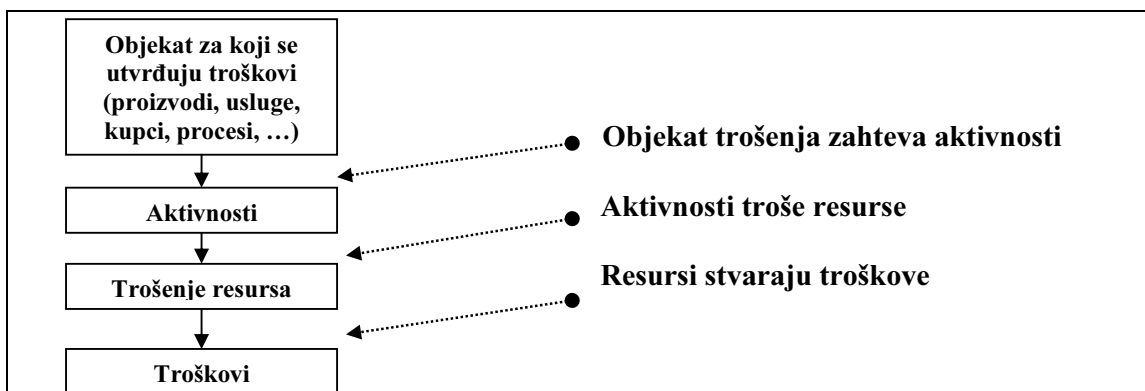 Objekat za koji se
utvrđuju troškovi
(proizvodi, usluge,
kupci, procesi, …)
Objekat trošenja zahteva aktivnosti
Aktivnosti
Aktivnosti troše resurse
Trošenje resursa
Resursi stvaraju troškove
Troškovi